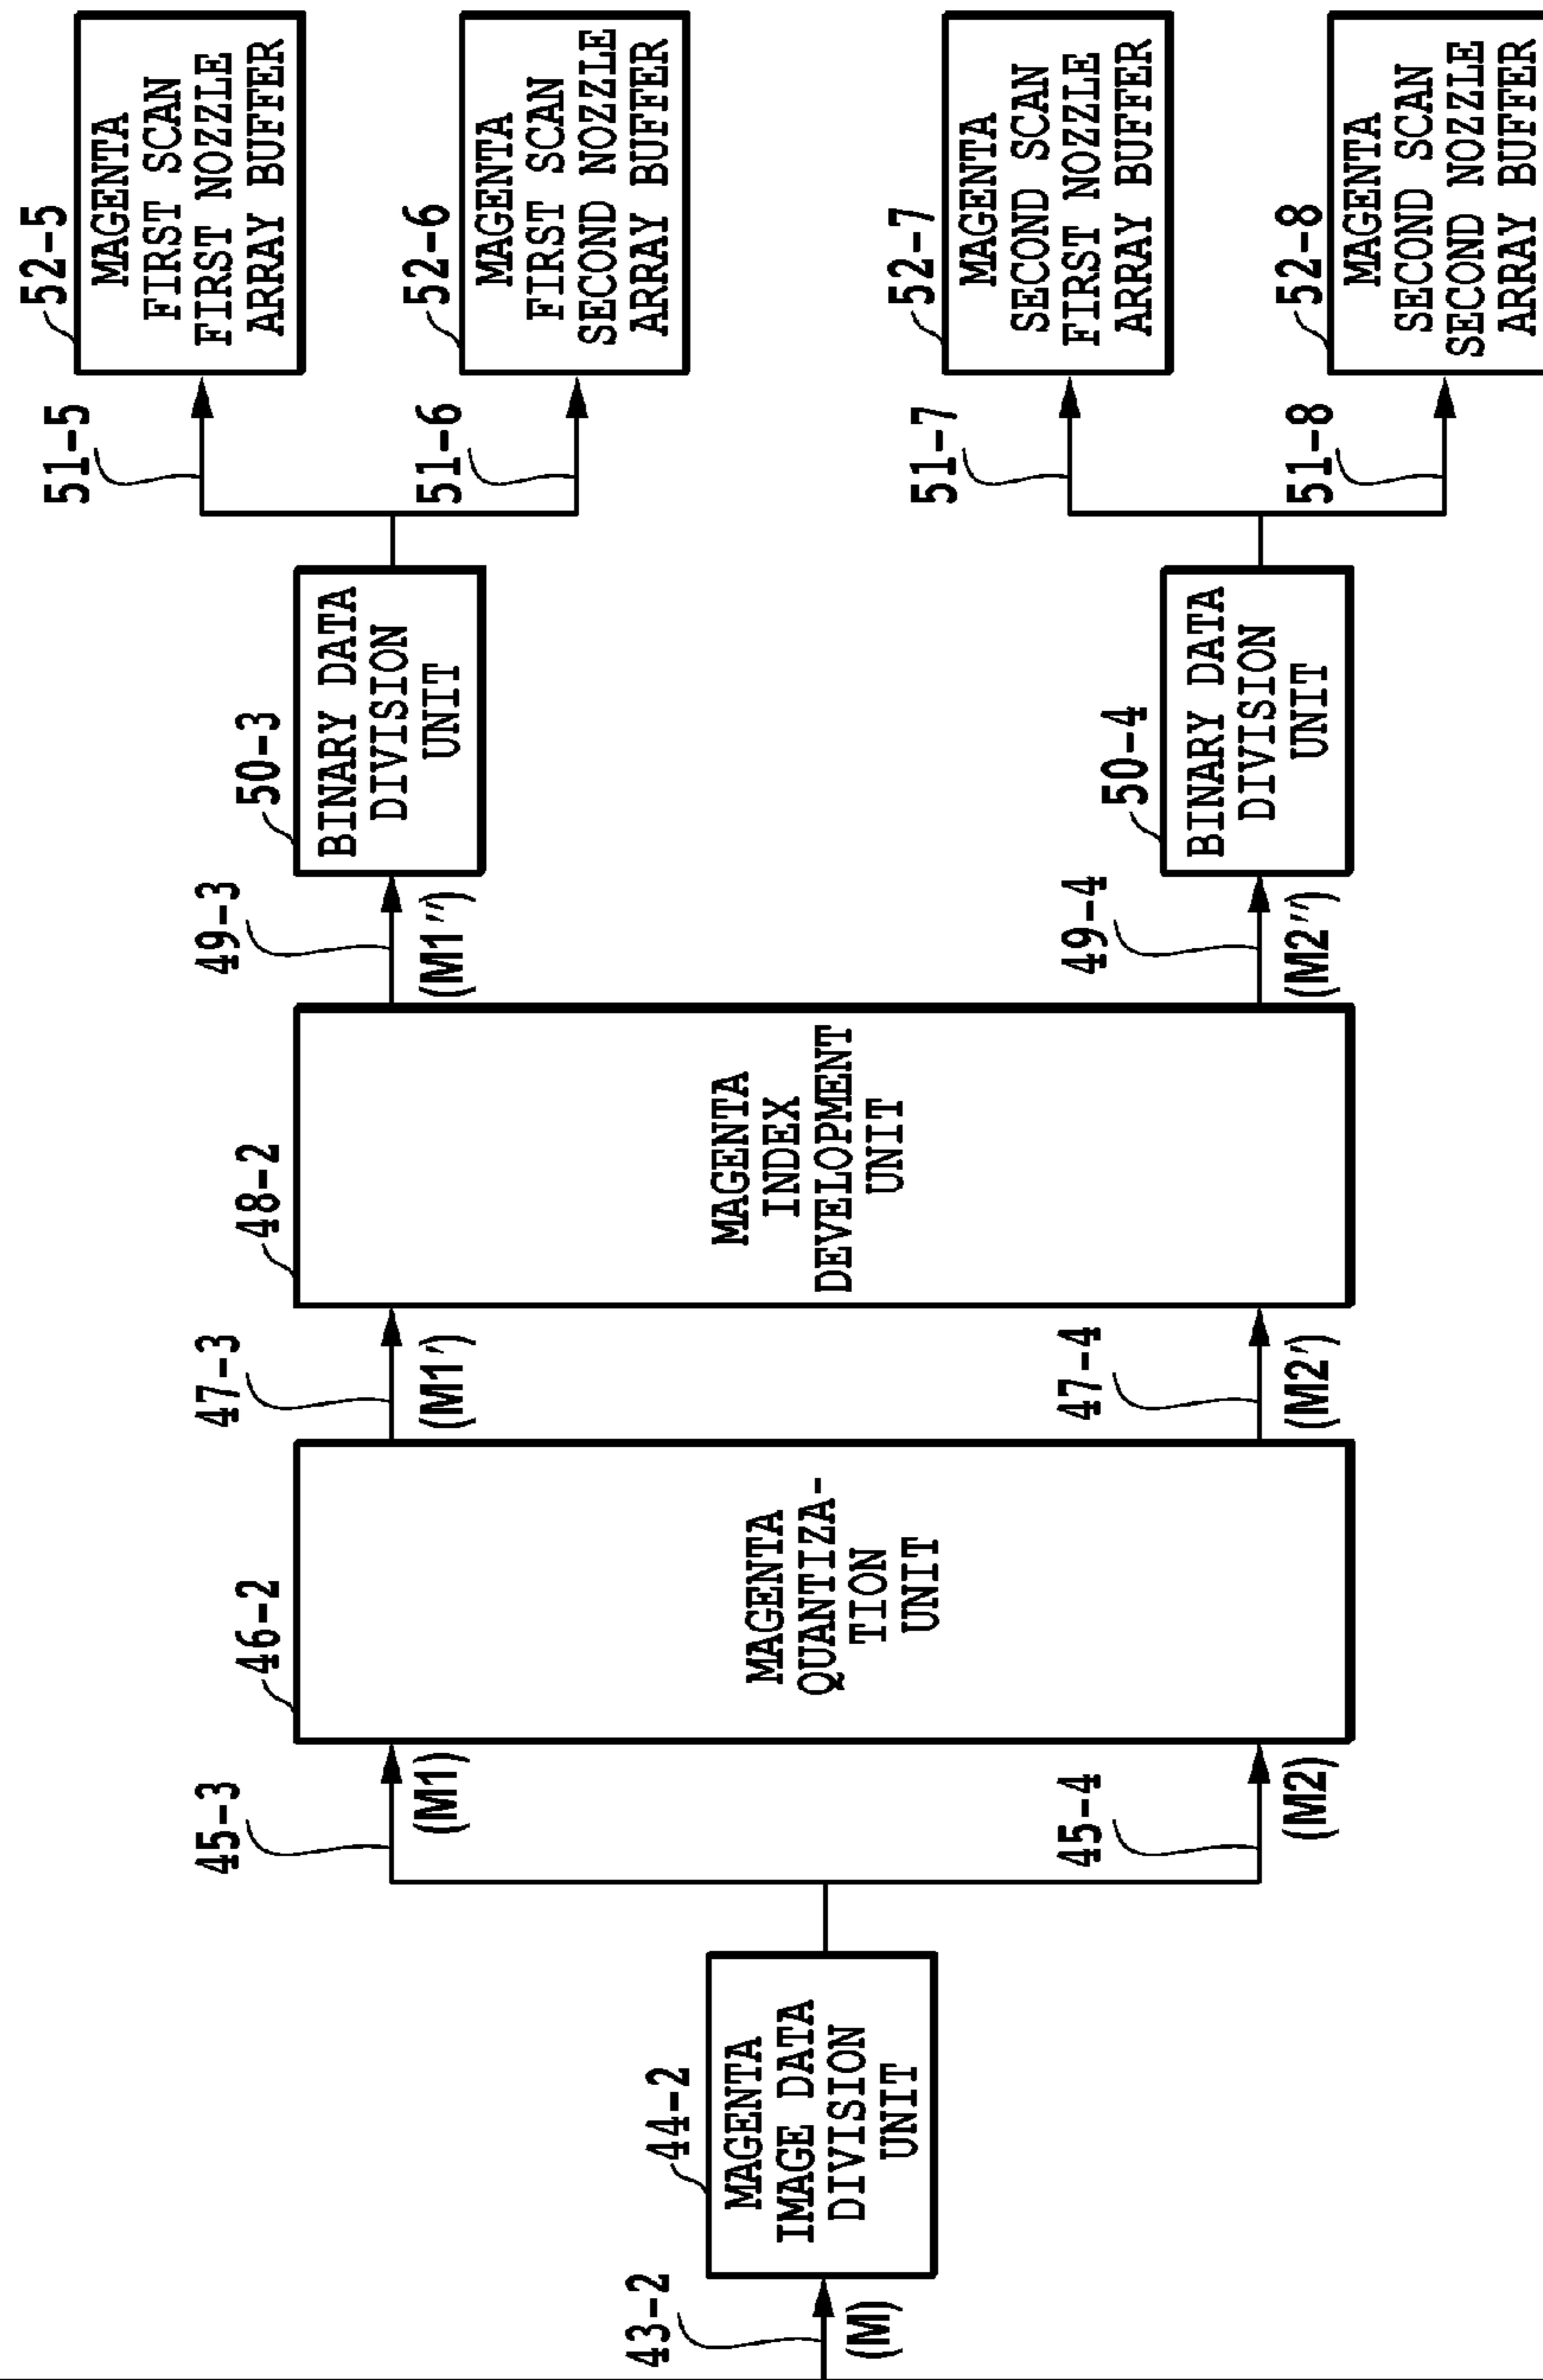 43-2
(M)
44-2
MAGENTA
IMAGE DATA
DIVISION
UNIT
45-3
(M1)
45-4
(M2)
46-2
MAGENTA
QUANTIZA-
TION
UNIT
47-3
(M1′)
47-4
(M2′)
48-2
MAGENTA
INDEX
DEVELOPMENT
UNIT
49-3
(M1″)
49-4
(M2″)
50-3
BINARY DATA
DIVISION
UNIT
50-4
BINARY DATA
DIVISION
UNIT
51-5
51-6
51-7
51-8
52-5
MAGENTA
FIRST SCAN
FIRST NOZZLE
ARRAY BUFFER
52-6
MAGENTA
FIRST SCAN
SECOND NOZZLE
ARRAY BUFFER
52-7
MAGENTA
SECOND SCAN
FIRST NOZZLE
ARRAY BUFFER
52-8
MAGENTA
SECOND SCAN
SECOND NOZZLE
ARRAY BUFFER